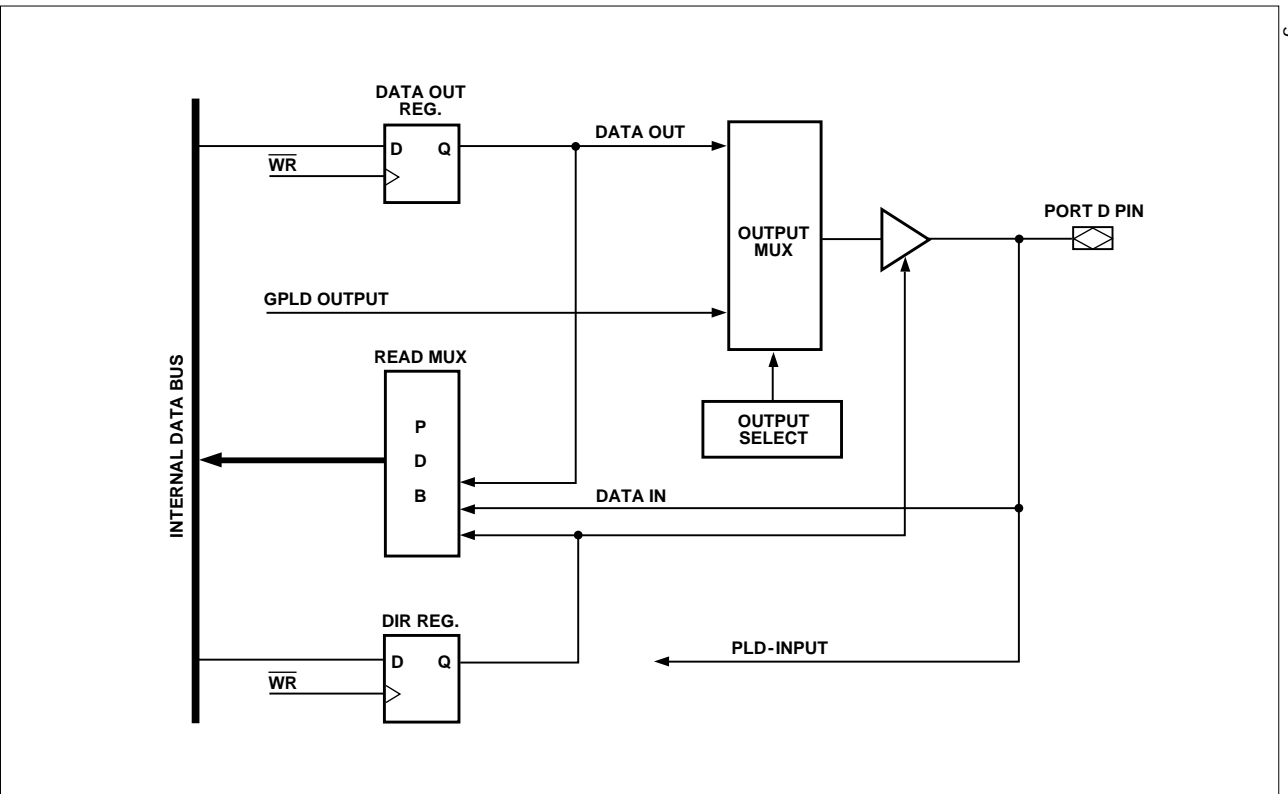 DATA OUT
REG.
D Q
WR
DATA OUT
OUTPUT
MUX
PORT D PIN
GPLD OUTPUT
READ MUX
P
D
B
OUTPUT
SELECT
INTERNAL DATA BUS
DATA IN
DIR REG.
D Q
WR
PLD-INPUT